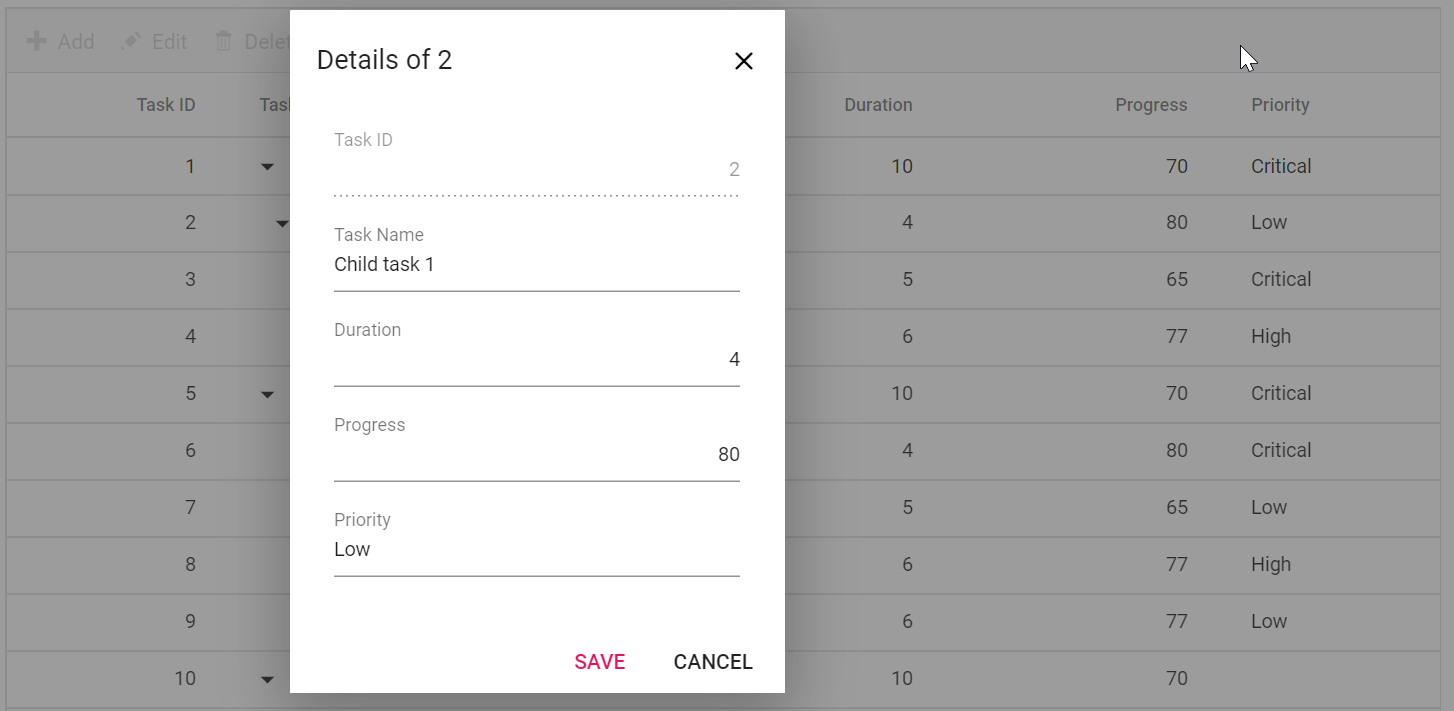 Add Edit Delet
Details of 2
Task ID Task Duration Progress Priority
Task ID
2
Task Name
Child task 1
Duration
4
Progress
80
Priority
Low
SAVE CANCEL
1 10 70 Critical
2 4 80 Low
3 5 65 Critical
4 6 77 High
5 10 70 Critical
6 4 80 Critical
7 5 65 Low
8 6 77 High
9 6 77 Low
10 10 70